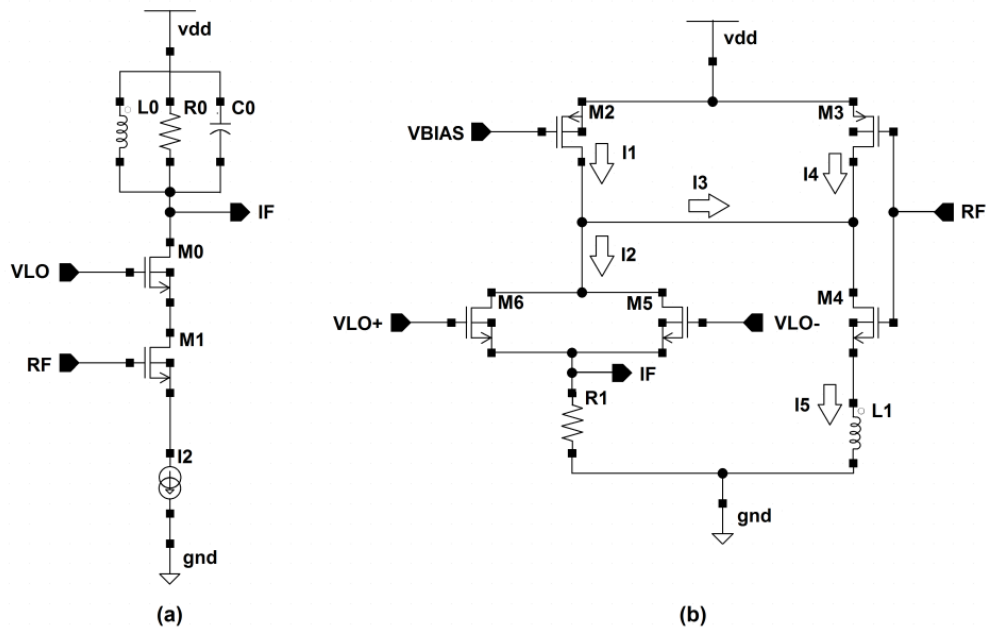 vdd
L0 R0 C0
IF
M0
VLO
M1
RF
I2
gnd
(a)
vdd
M2 M3
VBIAS
I1 I4
I3
RF
I2
M6 M5 M4
VLO+ VLO-
IF
R1
I5 L1
gnd
(b)